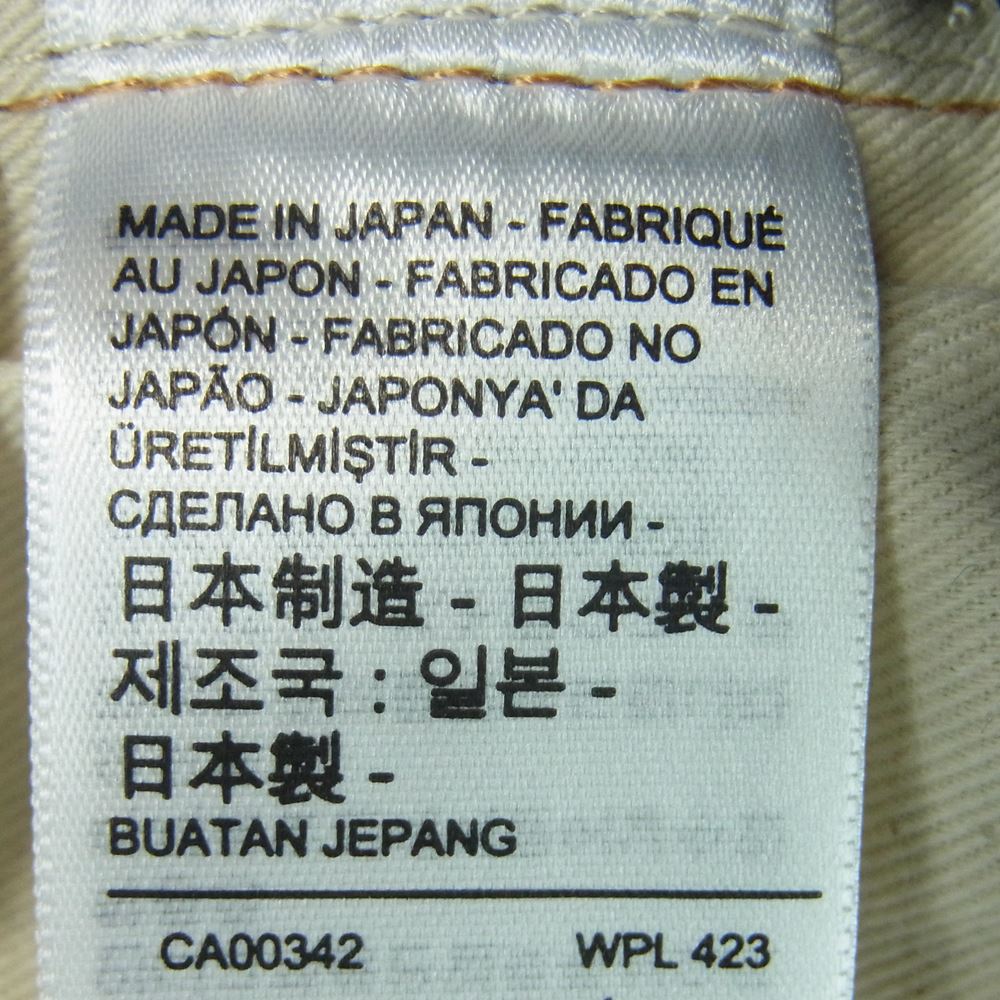 MADE IN JAPAN - FABRIQUÉ
AU JAPON - FABRICADO EN
JAPÓN - FABRICADO NO
JAPÃO - JAPONYA' DA
ÜRETİLMİŞTİR -
СДЕЛАНО В ЯПОНИИ -
日本制造 - 日本製 -
제조국 : 일본 -
日本製 -
BUATAN JEPANG
CA00342 WPL 423